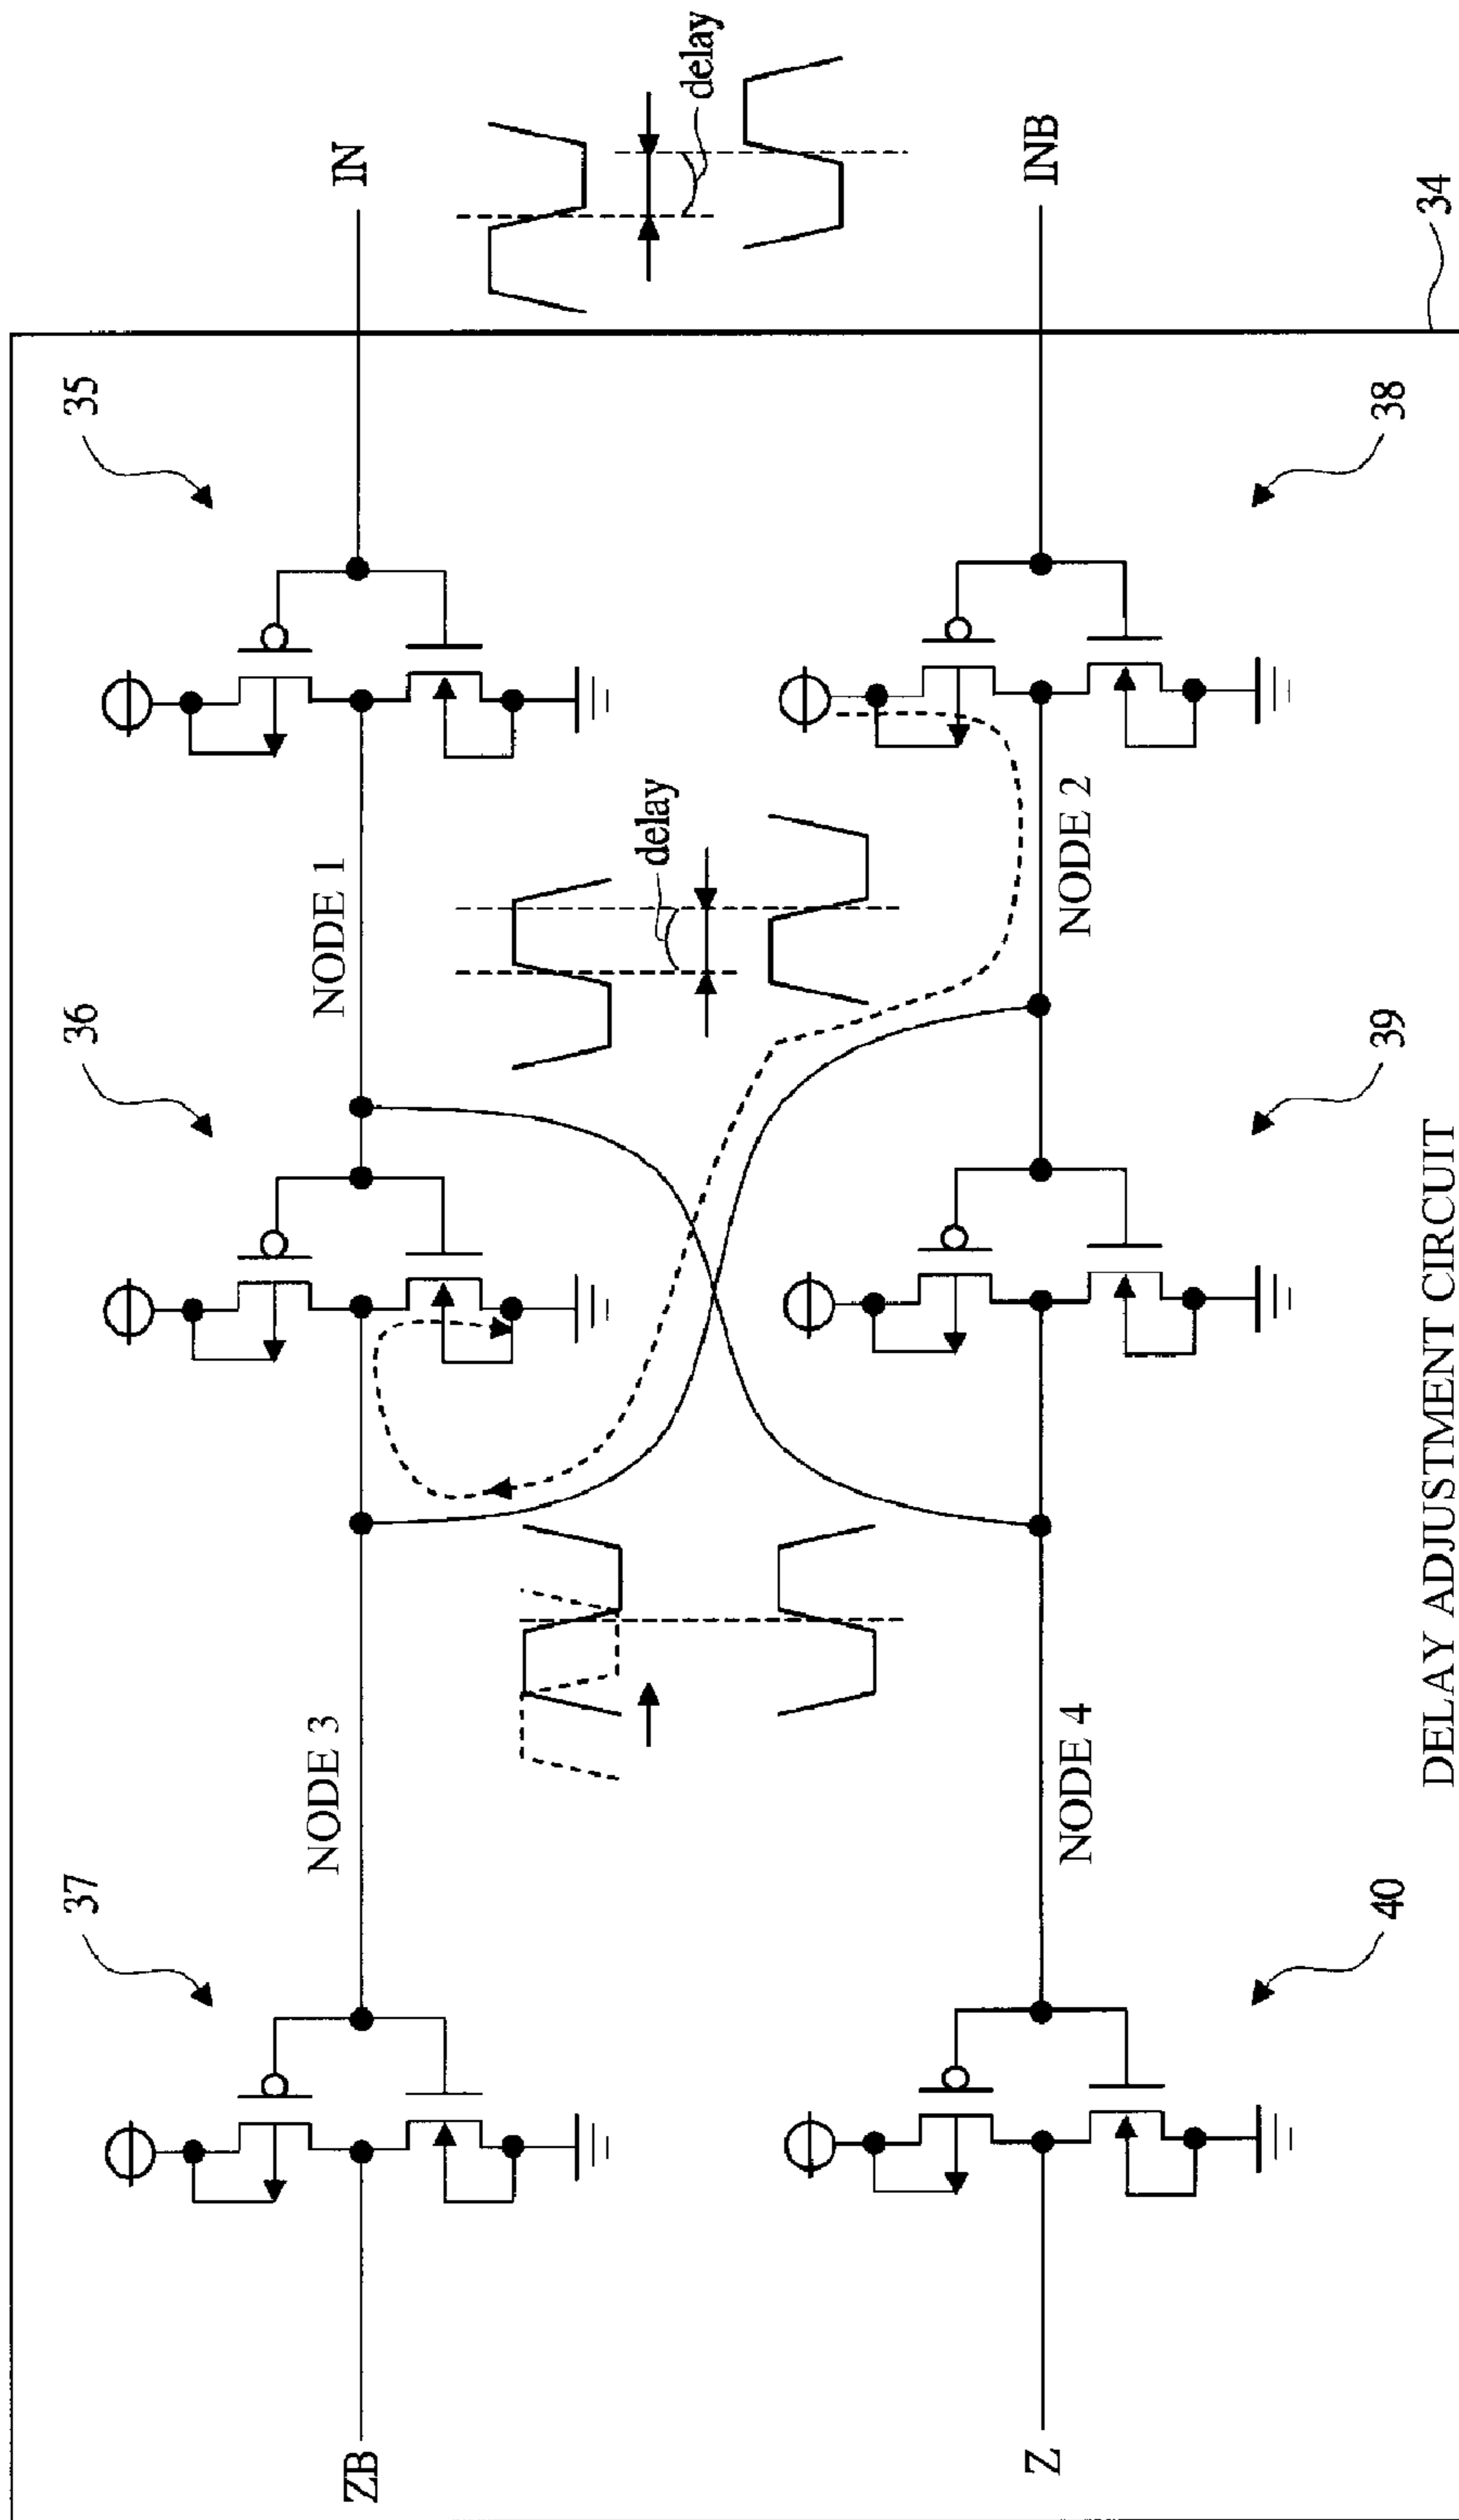 IN
INB
delay
34
35
38
NODE 1
delay
NODE 2
36
39
NODE 3
NODE 4
37
40
ZB
Z
DELAY ADJUSTMENT CIRCUIT